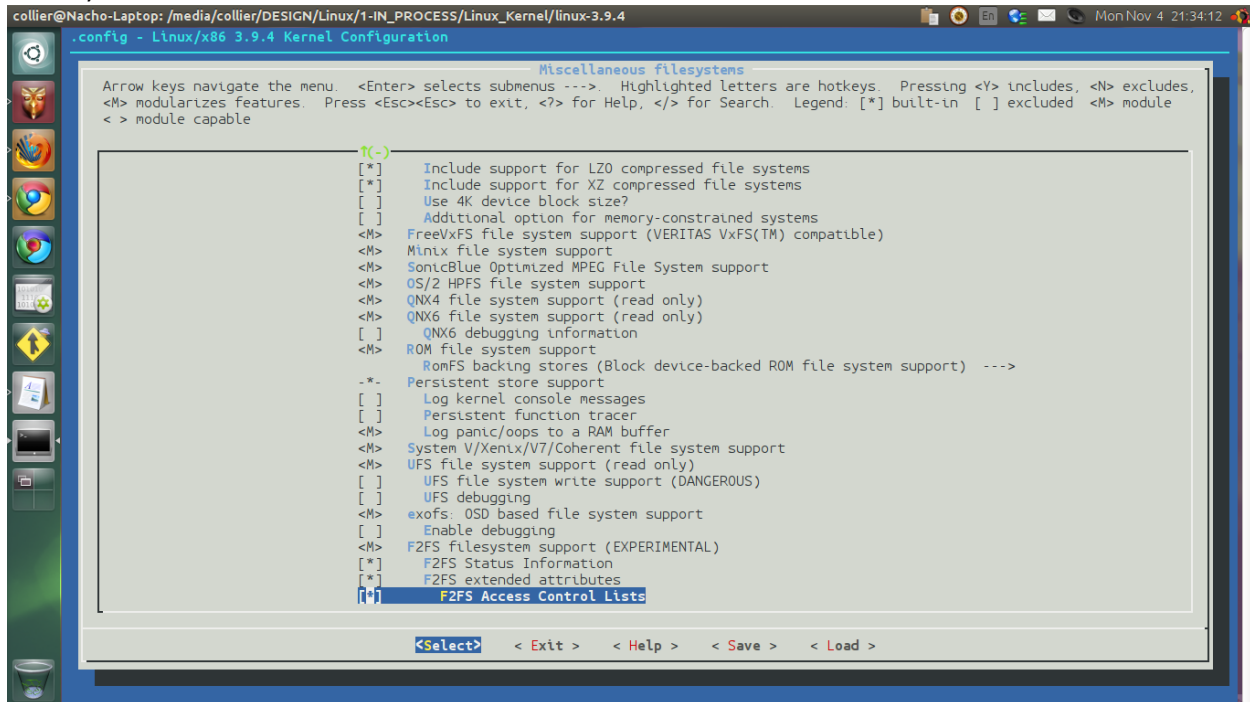 collier@Nacho-Laptop: /media/collier/DESIGN/Linux/1-IN_PROCESS/Linux_Kernel/linux-3.9.4 En Mon Nov 4 21:34:12
.config - Linux/x86 3.9.4 Kernel Configuration
Miscellaneous filesystems
Arrow keys navigate the menu. <Enter> selects submenus --->. Highlighted letters are hotkeys. Pressing <Y> includes, <N> excludes,
<M> modularizes features. Press <Esc><Esc> to exit, <?> for Help, </> for Search. Legend: [*] built-in [ ] excluded <M> module
< > module capable
↑(-)
[*] Include support for LZO compressed file systems
[*] Include support for XZ compressed file systems
[ ] Use 4K device block size?
[ ] Additional option for memory-constrained systems
<M> FreeVxFS file system support (VERITAS VxFS(TM) compatible)
<M> Minix file system support
<M> SonicBlue Optimized MPEG File System support
<M> OS/2 HPFS file system support
<M> QNX4 file system support (read only)
<M> QNX6 file system support (read only)
[ ] QNX6 debugging information
<M> ROM file system support
RomFS backing stores (Block device-backed ROM file system support) --->
-*- Persistent store support
[ ] Log kernel console messages
[ ] Persistent function tracer
<M> Log panic/oops to a RAM buffer
<M> System V/Xenix/V7/Coherent file system support
<M> UFS file system support (read only)
[ ] UFS file system write support (DANGEROUS)
[ ] UFS debugging
<M> exofs: OSD based file system support
[ ] Enable debugging
<M> F2FS filesystem support (EXPERIMENTAL)
[*] F2FS Status Information
[*] F2FS extended attributes
[*] F2FS Access Control Lists
<Select> < Exit > < Help > < Save > < Load >